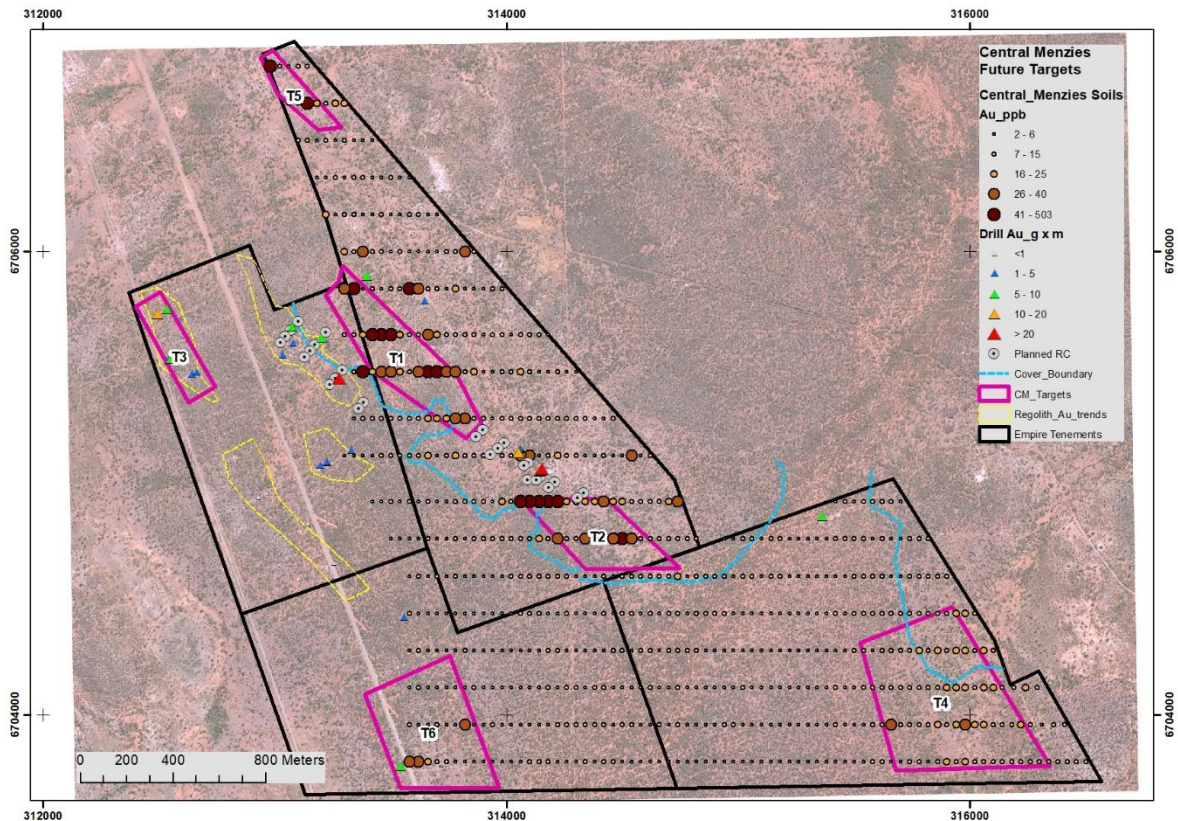 312000
314000
316000
Central Menzies
Future Targets
Central_Menzies Soils
Au_ppb
2 - 6
7 - 15
16 - 25
26 - 40
41 - 503
Drill Au_g x m
<1
1 - 5
5 - 10
10 - 20
> 20
Planned RC
Cover_Boundary
CM_Targets
Regolith_Au_trends
Empire Tenements
T5
6706000
6706000
T3
T1
T2
T4
T6
6704000
6704000
0 200 400 800 Meters
312000
314000
316000